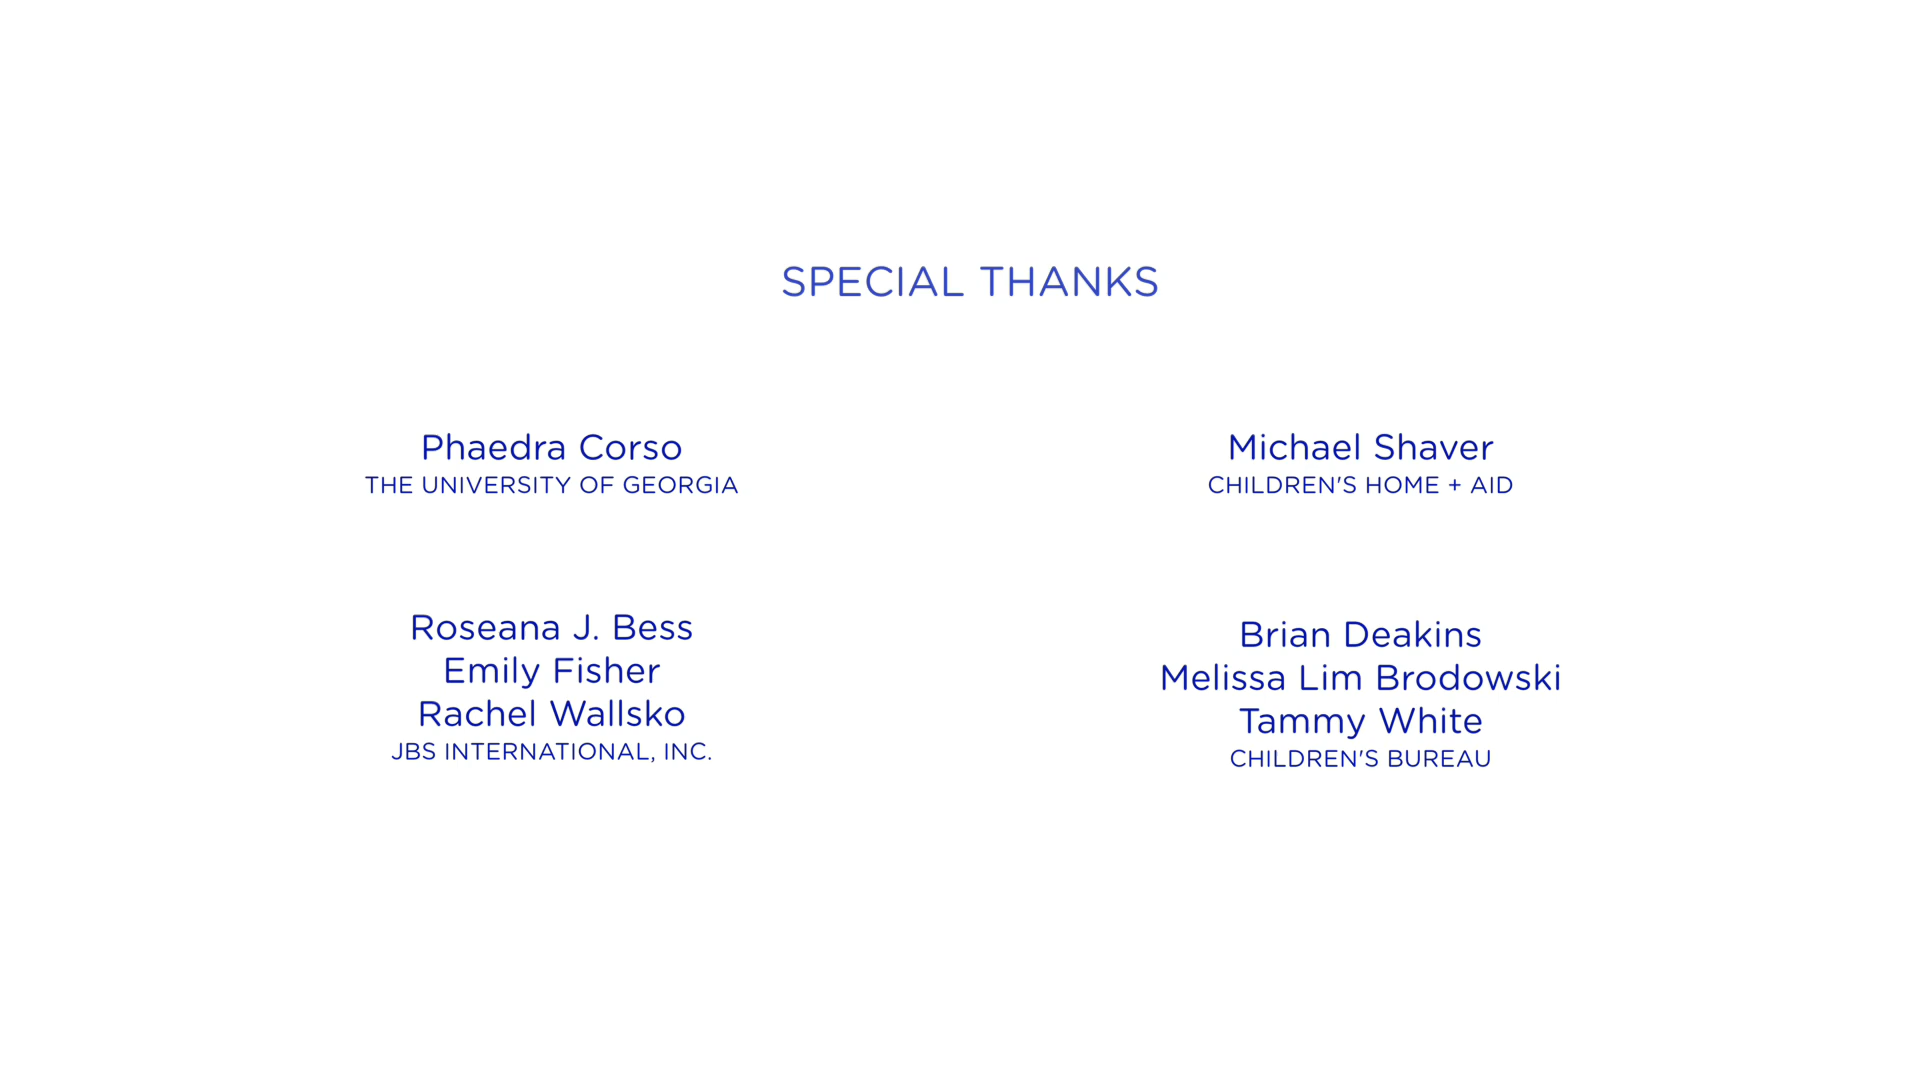 SPECIAL THANKS
Phaedra Corso
THE UNIVERSITY OF GEORGIA
Michael Shaver
CHILDREN'S HOME + AID
Roseana J. Bess
Emily Fisher
Rachel Wallsko
JBS INTERNATIONAL, INC.
Brian Deakins
Melissa Lim Brodowski
Tammy White
CHILDREN'S BUREAU